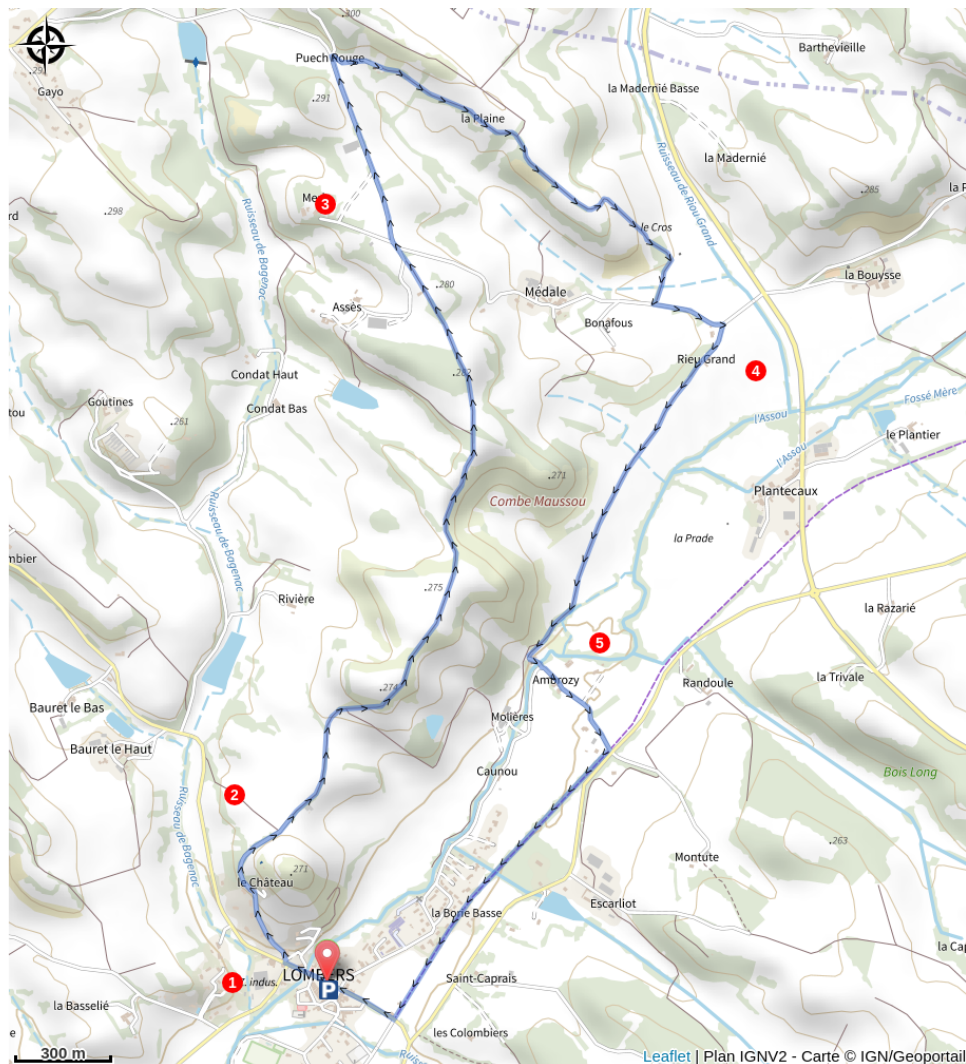 300
Barthevieille
Puech Rouge
Gayo
291
la Madernié Basse
la Plaine
Ruisseau de Riou Grand
la Madernié
285
3
298
Ruisseau de Bagenac
le Cros
la Bouysse
280
Médale
Assès
Bonafous
Rieu Grand
4
Condat Haut
282
Fossé Mère
Goutines
Condat Bas
l'Assou
261
le Plantier
l'Assou
271
Plantecaux
Combe Maussou
Ruisseau de Bagenac
la Prade
275
Rivière
la Razarié
5
Ambrozy
la Trivale
Randoule
274
Bauret le Bas
Molières
Bauret le Haut
Caunou
Bois Long
2
Ruisseau de Bagenac
263
Montute
271
le Château
Escarliot
la Borie Basse
LOMBERS
P
1
Z. indus.
Saint-Caprais
la Basselié
les Colombiers
300 m
Leaflet | Plan IGNV2 - Carte © IGN/Geoportail